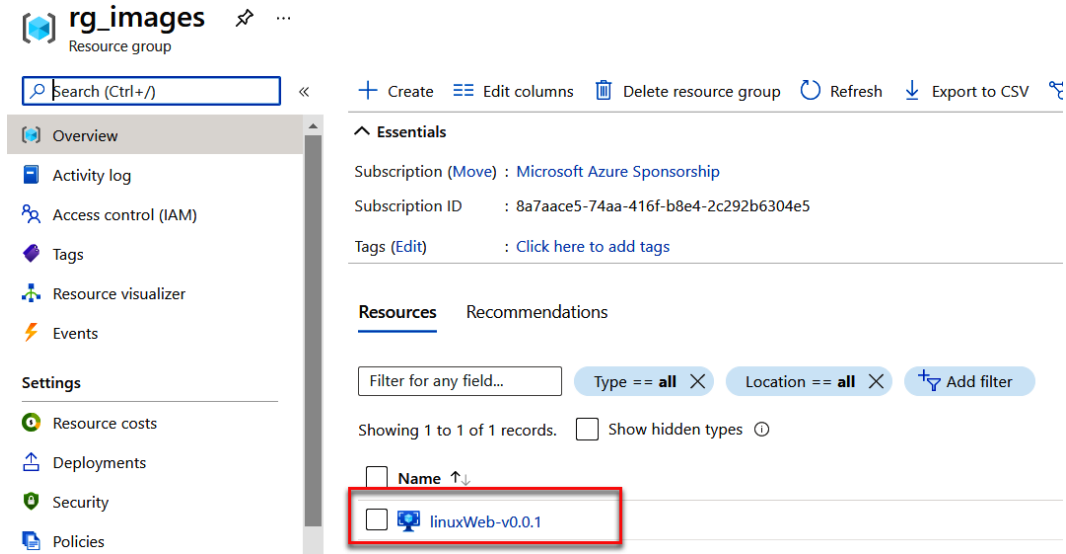 rg_images
Resource group
Search (Ctrl+/)
Overview
Activity log
Access control (IAM)
Tags
Resource visualizer
Events
Settings
Resource costs
Deployments
Security
Policies
Create Edit columns Delete resource group Refresh Export to CSV
Essentials
Subscription (Move) : Microsoft Azure Sponsorship
Subscription ID : 8a7aace5-74aa-416f-b8e4-2c292b6304e5
Tags (Edit) : Click here to add tags
Resources Recommendations
Filter for any field... Type == all Location == all Add filter
Showing 1 to 1 of 1 records. Show hidden types
Name
linuxWeb-v0.0.1